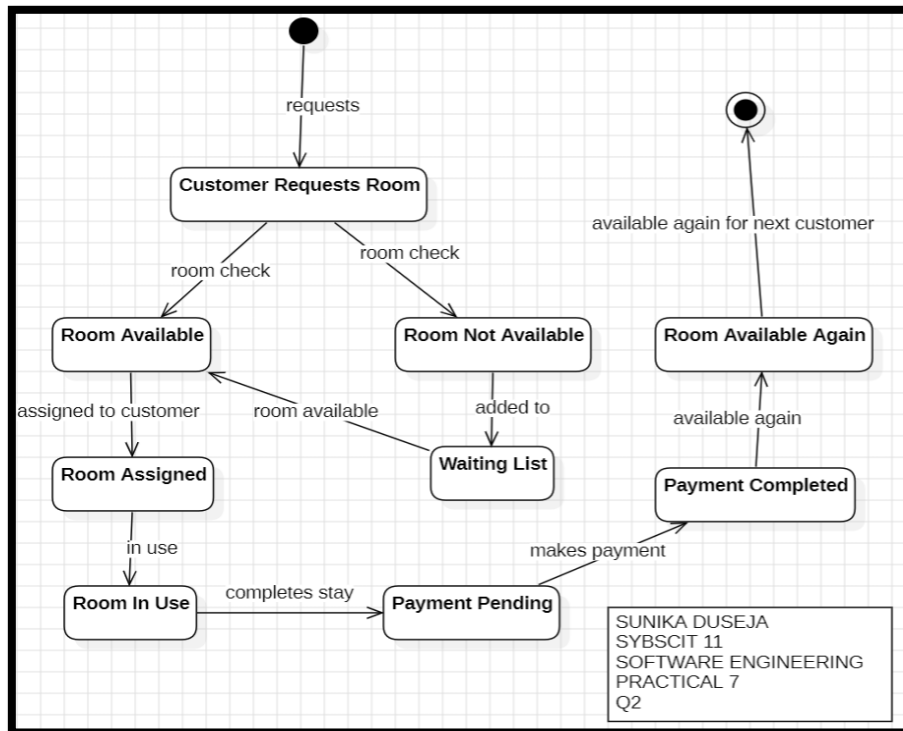 requests
Customer Requests Room
available again for next customer
room check
room check
Room Available
Room Not Available
Room Available Again
assigned to customer
room available
added to
available again
Room Assigned
Waiting List
Payment Completed
in use
makes payment
Room In Use
completes stay
Payment Pending
SUNIKA DUSEJA
SYBSCIT 11
SOFTWARE ENGINEERING
PRACTICAL 7
Q2